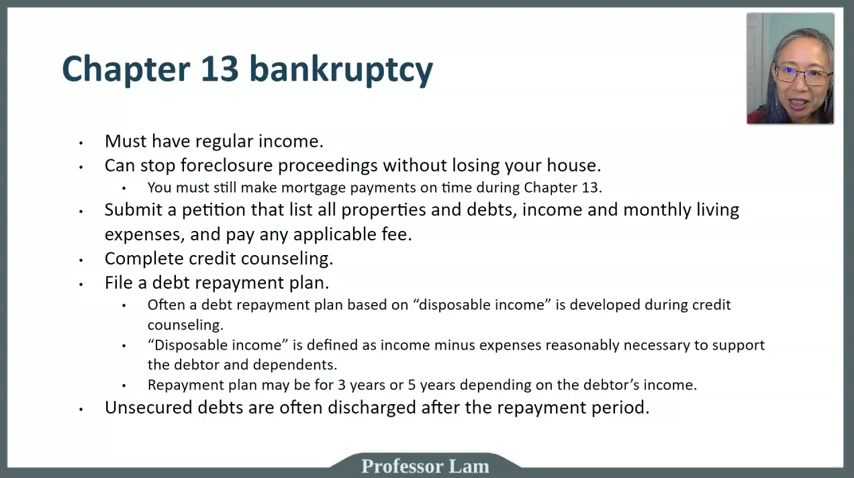 Chapter 13 bankruptcy
• Must have regular income.
• Can stop foreclosure proceedings without losing your house.
• You must still make mortgage payments on time during Chapter 13.
• Submit a petition that list all properties and debts, income and monthly living
expenses, and pay any applicable fee.
• Complete credit counseling.
• File a debt repayment plan.
• Often a debt repayment plan based on “disposable income” is developed during credit
counseling.
• “Disposable income” is defined as income minus expenses reasonably necessary to support
the debtor and dependents.
• Repayment plan may be for 3 years or 5 years depending on the debtor’s income.
• Unsecured debts are often discharged after the repayment period.
Professor Lam